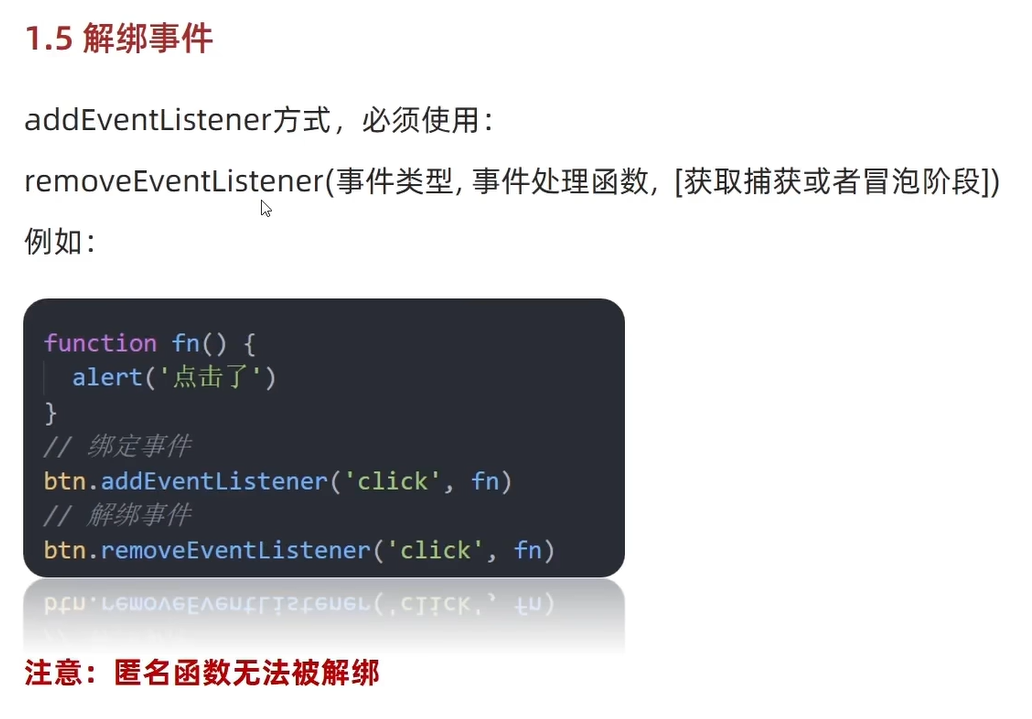 1.5 解绑事件
addEventListener方式，必须使用：
removeEventListener(事件类型, 事件处理函数，[获取捕获或者冒泡阶段])
例如：
function fn() {
  alert('点击了')
}
// 绑定事件
btn.addEventListener('click', fn)
// 解绑事件
btn.removeEventListener('click', fn)
注意：匿名函数无法被解绑